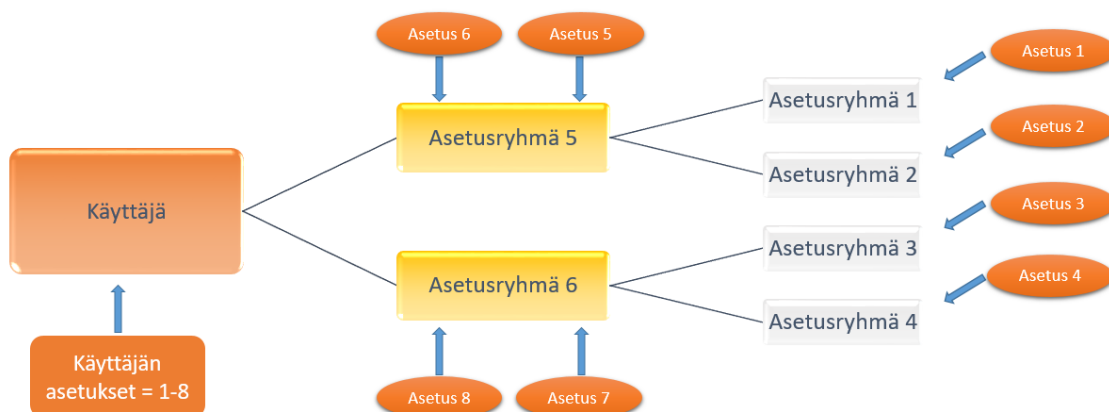 Asetus 6
Asetus 5
Asetus 1
Asetusryhmä 1
Asetusryhmä 5
Asetus 2
Asetusryhmä 2
Käyttäjä
Asetus 3
Asetusryhmä 3
Asetusryhmä 6
Asetus 4
Asetusryhmä 4
Käyttäjän
asetukset = 1-8
Asetus 8
Asetus 7